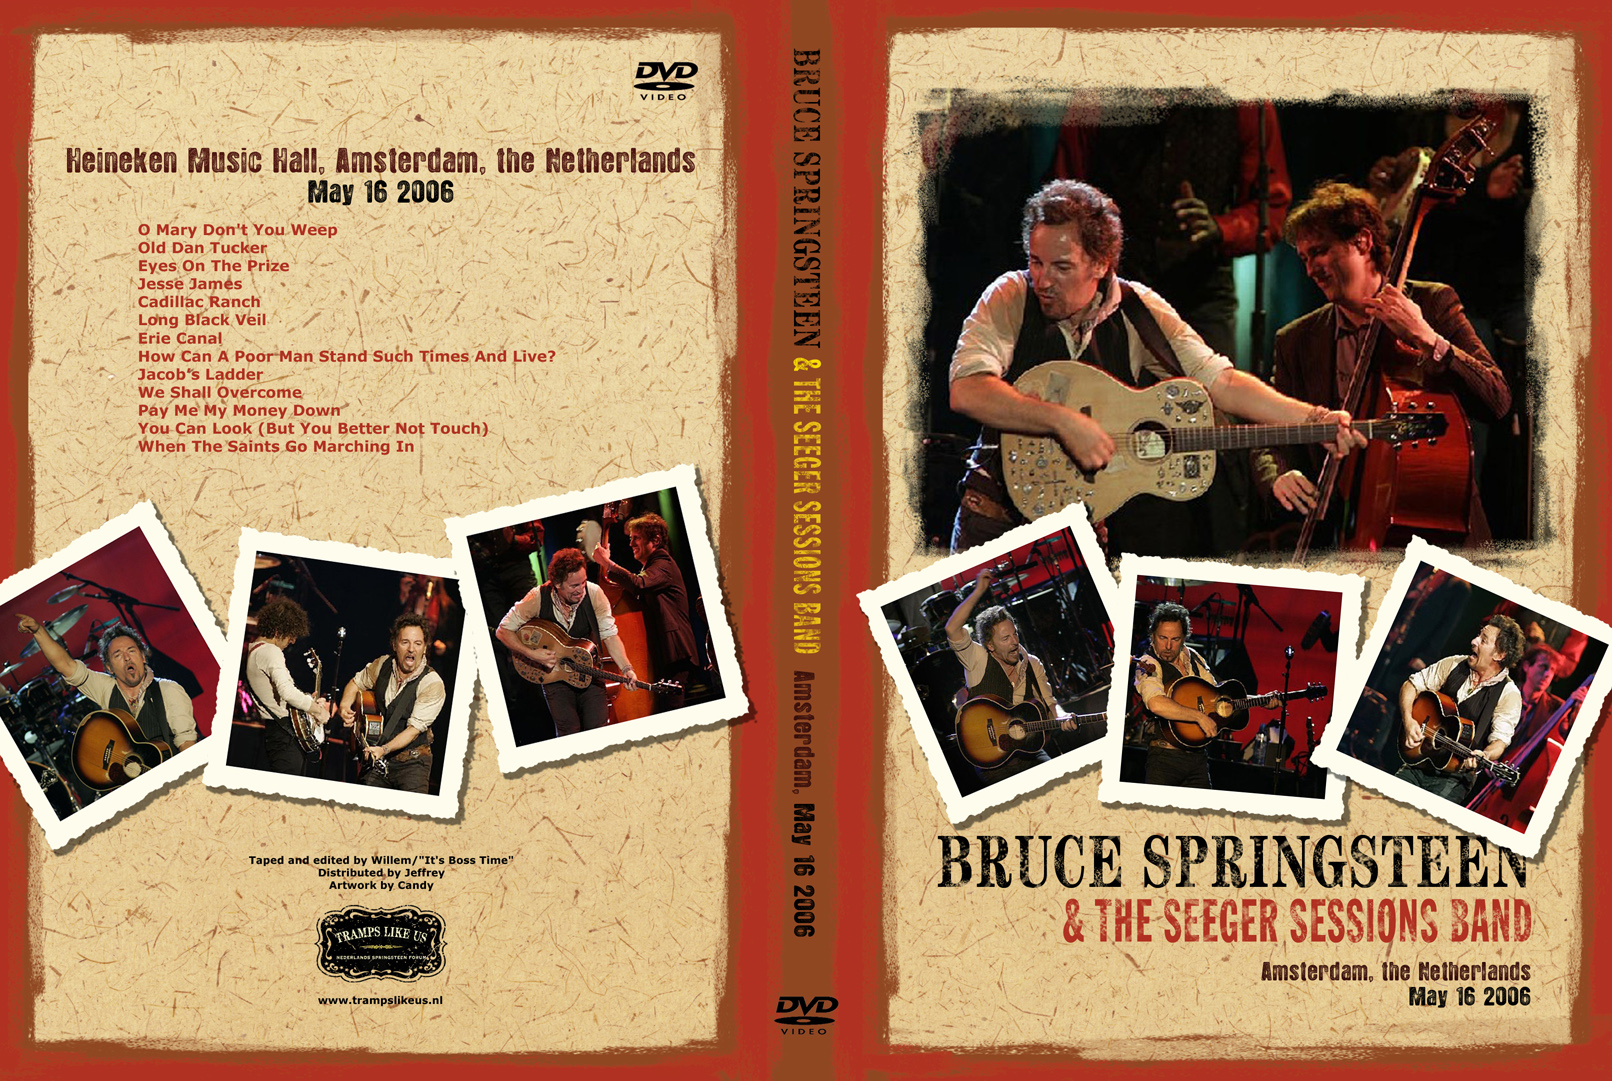 DVD
VIDEO
Heineken Music Hall, Amsterdam, the Netherlands
May 16 2006
O Mary Don't You Weep
Old Dan Tucker
Eyes On The Prize
Jesse James
Cadillac Ranch
Long Black Veil
Erie Canal
How Can A Poor Man Stand Such Times And Live?
Jacob's Ladder
We Shall Overcome
Pay Me My Money Down
You Can Look (But You Better Not Touch)
When The Saints Go Marching In
Taped and edited by Willem/"It's Boss Time"
Distributed by Jeffrey
Artwork by Candy
TRAMPS LIKE US
NEDERLANDS SPRINGSTEEN FORUM
www.trampslikeus.nl
BRUCE SPRINGSTEEN & THE SEEGER SESSIONS BAND Amsterdam, May 16 2006
DVD
VIDEO
BRUCE SPRINGSTEEN
& THE SEEGER SESSIONS BAND
Amsterdam, the Netherlands
May 16 2006